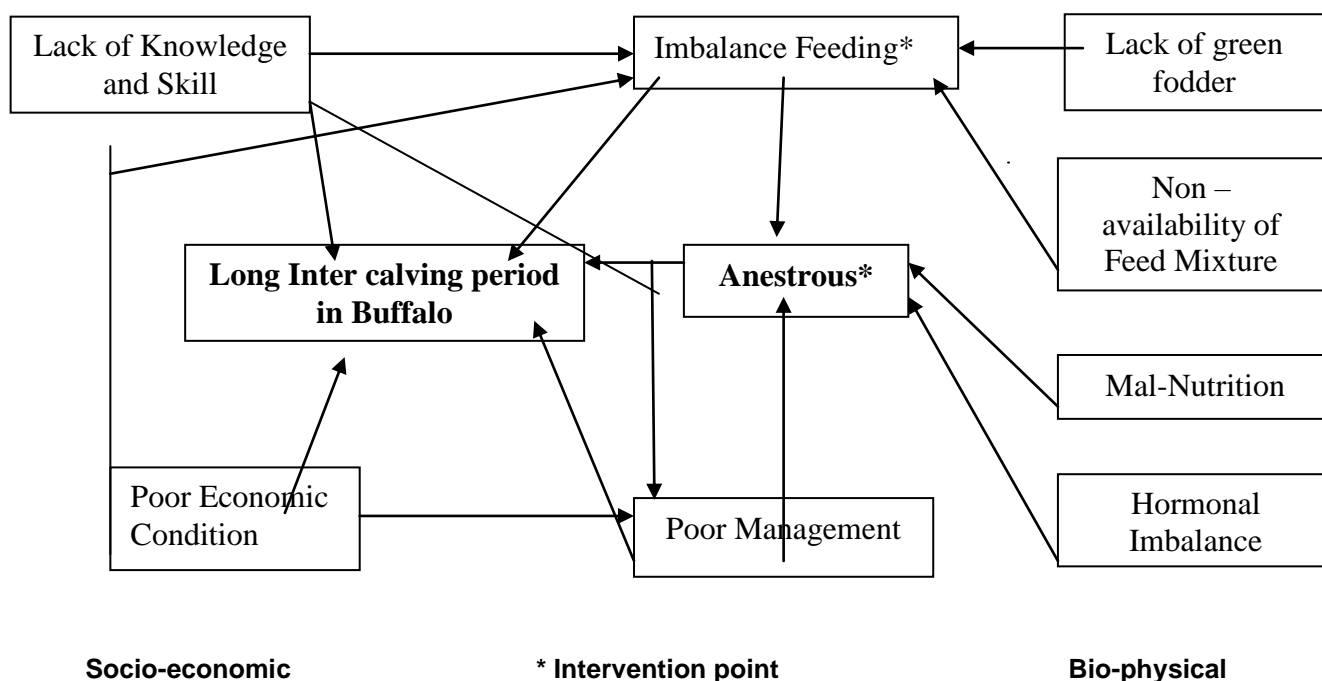 Lack of Knowledge
and Skill
Imbalance Feeding*
Lack of green
fodder
Non –
availability of
Feed Mixture
Long Inter calving period
in Buffalo
Anestrous*
Mal-Nutrition
Poor Economic
Condition
Poor Management
Hormonal
Imbalance
Socio-economic
* Intervention point
Bio-physical